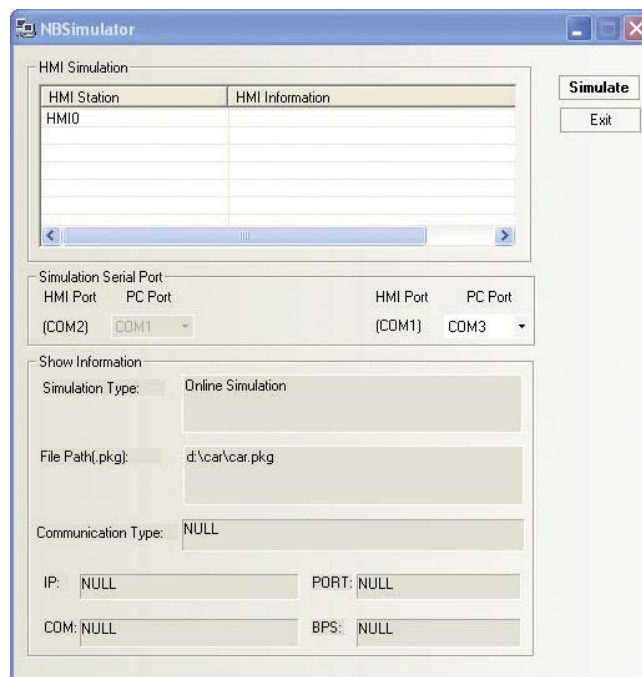 NBSimulator
HMI Simulation
Simulate
HMI Station HMI Information
HMI0
Exit
Simulation Serial Port
HMI Port PC Port HMI Port PC Port
(COM2) COM1 (COM1) COM3
Show Information
Simulation Type: Online Simulation
File Path(.pkg): d:\car\car.pkg
Communication Type: NULL
IP: NULL PORT: NULL
COM: NULL BPS: NULL